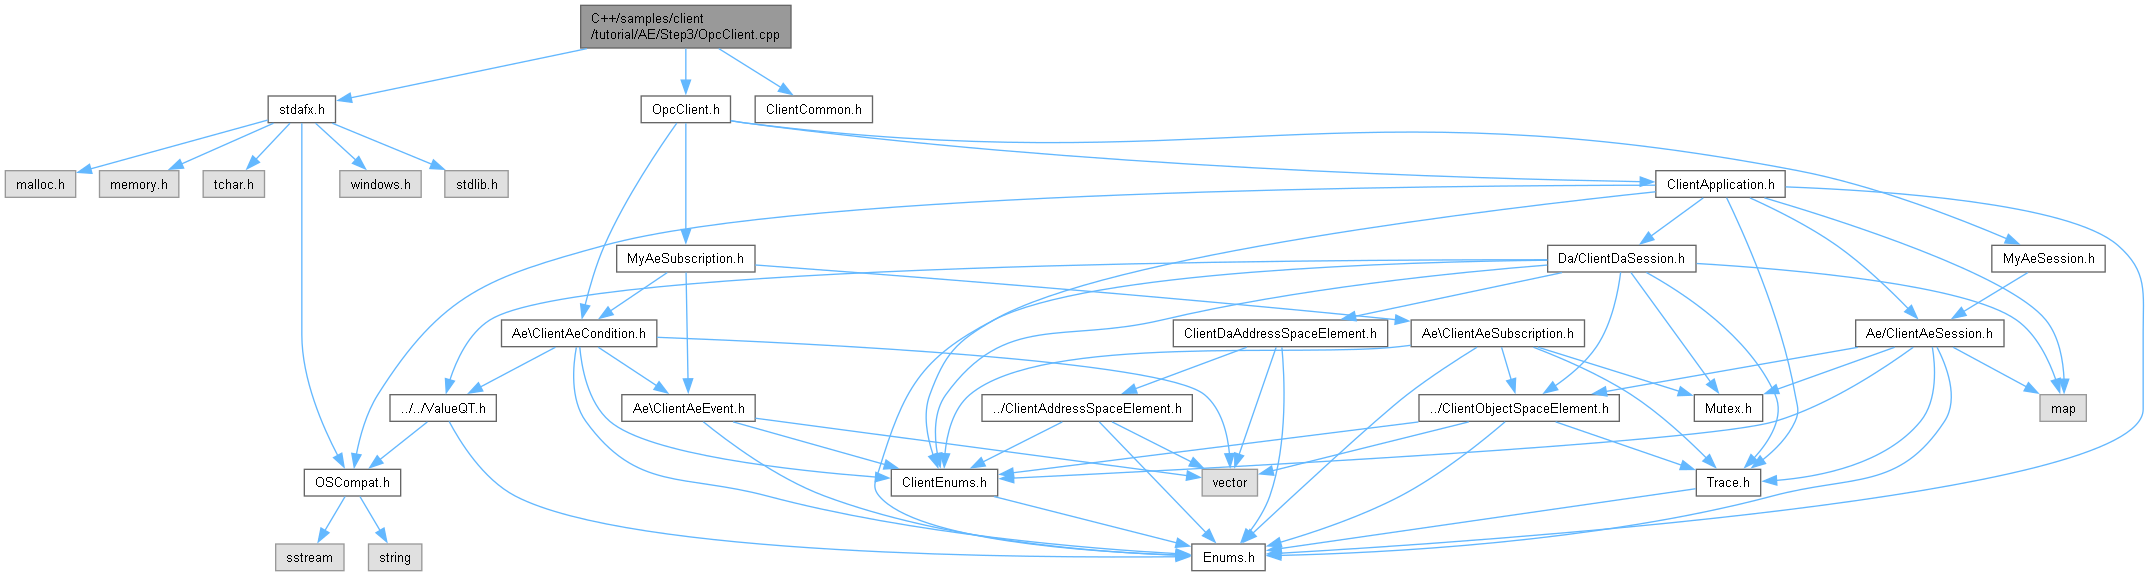 C++/samples/client
/tutorial/AE/Step3/OpcClient.cpp
stdafx.h
OpcClient.h
ClientCommon.h
malloc.h
memory.h
tchar.h
windows.h
stdlib.h
ClientApplication.h
MyAeSubscription.h
Da/ClientDaSession.h
MyAeSession.h
Ae\ClientAeCondition.h
ClientDaAddressSpaceElement.h
Ae\ClientAeSubscription.h
Ae/ClientAeSession.h
../../ValueQT.h
Ae\ClientAeEvent.h
../ClientAddressSpaceElement.h
../ClientObjectSpaceElement.h
Mutex.h
map
OSCompat.h
ClientEnums.h
vector
Trace.h
sstream
string
Enums.h